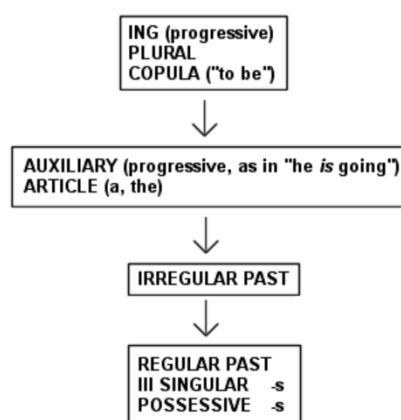 ING (progressive)
PLURAL
COPULA ("to be")
AUXILIARY (progressive, as in "he is going")
ARTICLE (a, the)
IRREGULAR PAST
REGULAR PAST
III SINGULAR -s
POSSESSIVE -s